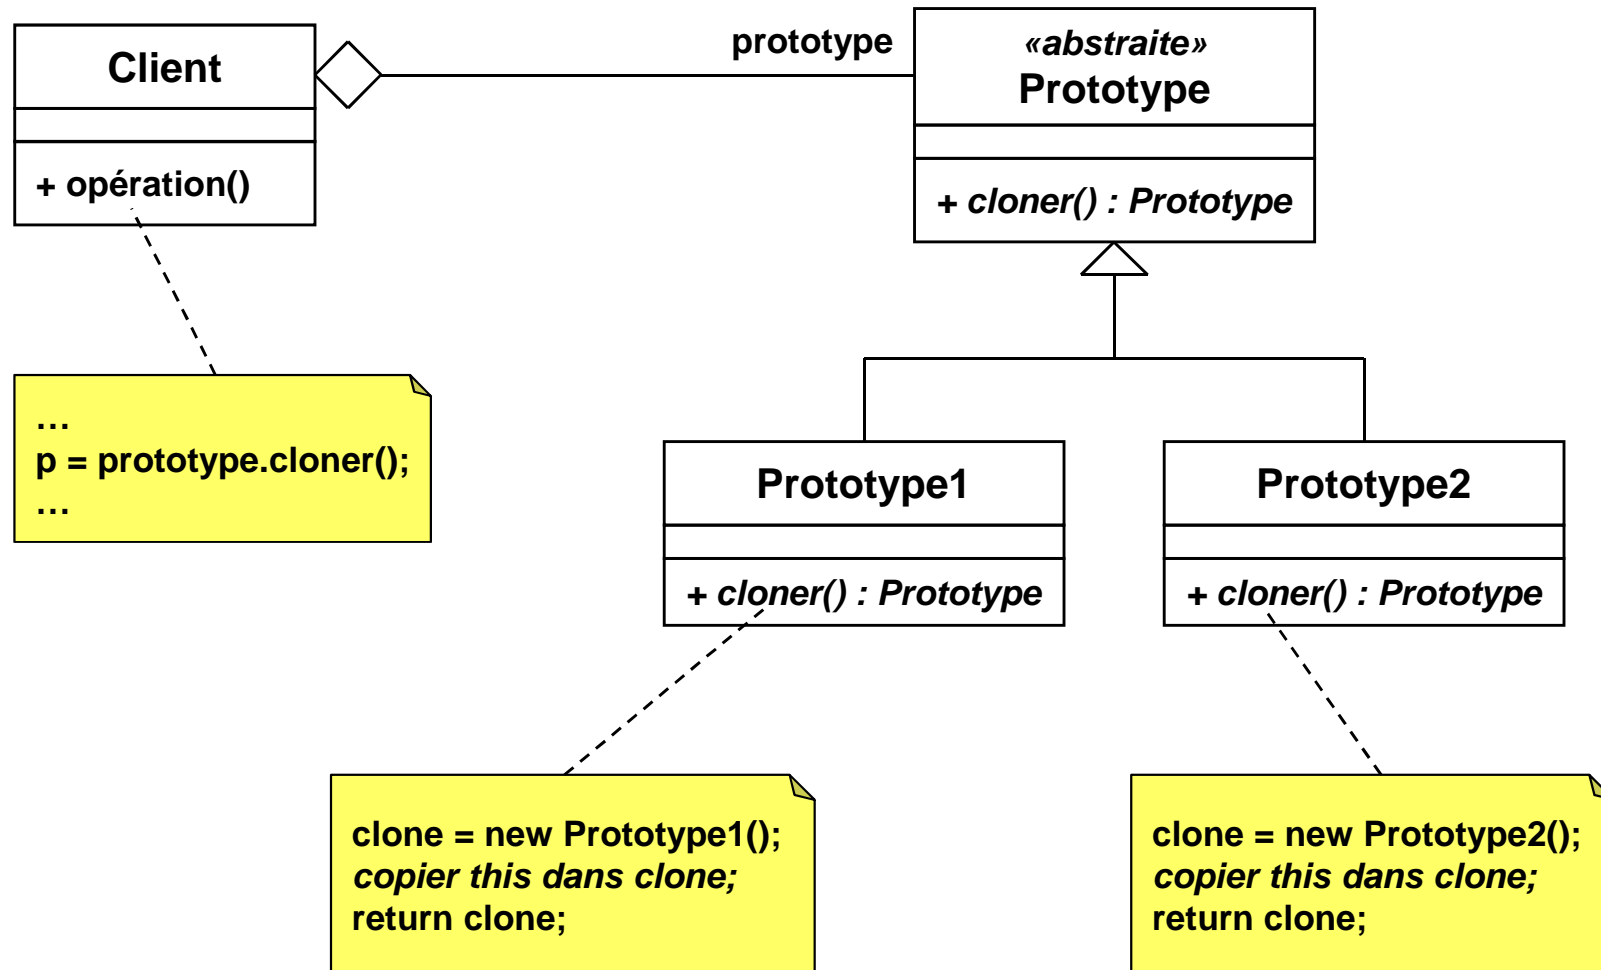 Client
+ opération()
prototype
«abstraite»
Prototype
+ cloner() : Prototype
…
p = prototype.cloner();
…
Prototype1
+ cloner() : Prototype
Prototype2
+ cloner() : Prototype
clone = new Prototype1();
copier this dans clone;
return clone;
clone = new Prototype2();
copier this dans clone;
return clone;